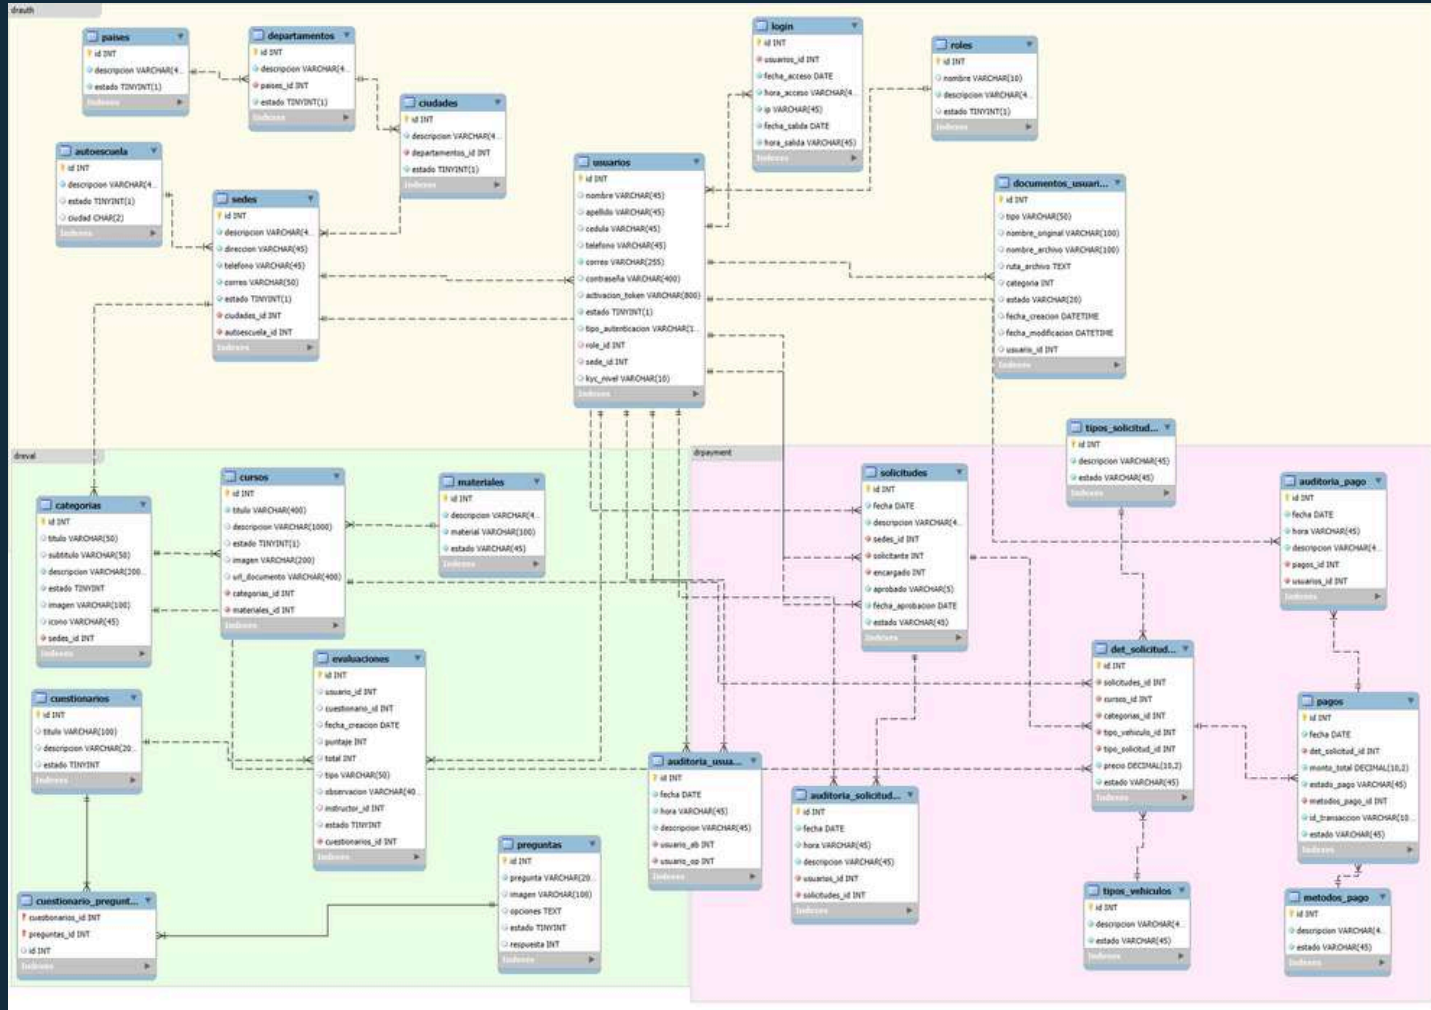 drauth
paises
id INT
descripcion VARCHAR(4...
estado TINYINT(1)
Indexes
departamentos
id INT
descripcion VARCHAR(4...
paises_id INT
estado TINYINT(1)
Indexes
ciudades
id INT
descripcion VARCHAR(4...
departamentos_id INT
estado TINYINT(1)
Indexes
autoescuela
id INT
descripcion VARCHAR(4...
estado TINYINT(1)
ciudad CHAR(2)
Indexes
sedes
id INT
descripcion VARCHAR(4...
direccion VARCHAR(45)
telefono VARCHAR(45)
correo VARCHAR(50)
estado TINYINT(1)
ciudades_id INT
autoescuela_id INT
Indexes
usuarios
id INT
nombre VARCHAR(45)
apellido VARCHAR(45)
cedula VARCHAR(45)
telefono VARCHAR(45)
correo VARCHAR(255)
contraseña VARCHAR(400)
activacion_token VARCHAR(800)
estado TINYINT(1)
tipo_autenticacion VARCHAR(1...
role_id INT
sede_id INT
kyc_nivel VARCHAR(10)
Indexes
login
id INT
usuarios_id INT
fecha_acceso DATE
hora_acceso VARCHAR(4...
ip VARCHAR(45)
fecha_salida DATE
hora_salida VARCHAR(45)
Indexes
roles
id INT
nombre VARCHAR(10)
descripcion VARCHAR(4...
estado TINYINT(1)
Indexes
documentos_usuari...
id INT
tipo VARCHAR(50)
nombre_original VARCHAR(100)
nombre_archivo VARCHAR(100)
ruta_archivo TEXT
categoria INT
estado VARCHAR(20)
fecha_creacion DATETIME
fecha_modificacion DATETIME
usuario_id INT
Indexes
dreval
categorias
id INT
titulo VARCHAR(50)
subtitulo VARCHAR(50)
descripcion VARCHAR(200...
estado TINYINT
imagen VARCHAR(100)
icono VARCHAR(45)
sedes_id INT
Indexes
cursos
id INT
titulo VARCHAR(400)
descripcion VARCHAR(1000)
estado TINYINT(1)
imagen VARCHAR(200)
url_documento VARCHAR(400)
categorias_id INT
materiales_id INT
Indexes
materiales
id INT
descripcion VARCHAR(4...
material VARCHAR(100)
estado VARCHAR(45)
Indexes
evaluaciones
id INT
usuario_id INT
cuestionario_id INT
fecha_creacion DATE
puntaje INT
total INT
tipo VARCHAR(50)
observacion VARCHAR(40...
instructor_id INT
estado TINYINT
cuestionarios_id INT
Indexes
cuestionarios
id INT
titulo VARCHAR(100)
descripcion VARCHAR(20...
estado TINYINT
Indexes
cuestionario_pregunt...
cuestionarios_id INT
preguntas_id INT
id INT
Indexes
preguntas
id INT
pregunta VARCHAR(20...
imagen VARCHAR(100)
opciones TEXT
estado TINYINT
respuesta INT
Indexes
auditoria_usua...
id INT
fecha DATE
hora VARCHAR(45)
descripcion VARCHAR(45)
usuario_ab INT
usuario_op INT
Indexes
drpayment
solicitudes
id INT
fecha DATE
descripcion VARCHAR(4...
sedes_id INT
solicitante INT
encargado INT
aprobado VARCHAR(5)
fecha_aprobacion DATE
estado VARCHAR(45)
Indexes
tipos_solicitud...
id INT
descripcion VARCHAR(45)
estado VARCHAR(45)
Indexes
auditoria_pago
id INT
fecha DATE
hora VARCHAR(45)
descripcion VARCHAR(4...
pagos_id INT
usuarios_id INT
Indexes
det_solicitud...
id INT
solicitudes_id INT
cursos_id INT
categorias_id INT
tipo_vehiculo_id INT
tipo_solicitud_id INT
precio DECIMAL(10,2)
estado VARCHAR(45)
Indexes
pagos
id INT
fecha DATE
det_solicitud_id INT
monto_total DECIMAL(10,2)
estado_pago VARCHAR(45)
metodos_pago_id INT
id_transaccion VARCHAR(10...
estado VARCHAR(45)
Indexes
auditoria_solicitud...
id INT
fecha DATE
hora VARCHAR(45)
descripcion VARCHAR(45)
usuarios_id INT
solicitudes_id INT
Indexes
tipos_vehiculos
id INT
descripcion VARCHAR(4...
estado VARCHAR(45)
Indexes
metodos_pago
id INT
descripcion VARCHAR(4...
estado VARCHAR(45)
Indexes